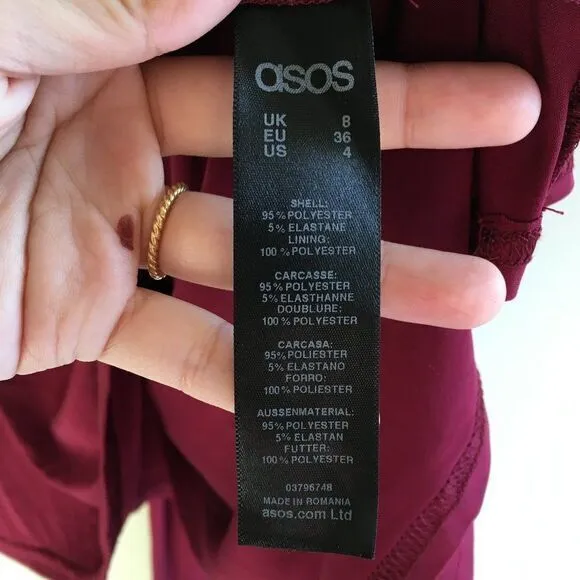 asos
UK 8
EU 36
US 4
SHELL:
95% POLYESTER
5% ELASTANE
LINING:
100% POLYESTER
CARCASSE:
95% POLYESTER
5% ELASTHANNE
DOUBLURE:
100% POLYESTER
CARCASA:
95% POLIESTER
5% ELASTANO
FORRO:
100% POLIESTER
AUSSENMATERIAL:
95% POLYESTER
5% ELASTAN
FUTTER:
100% POLYESTER
03796748
MADE IN ROMANIA
asos.com Ltd